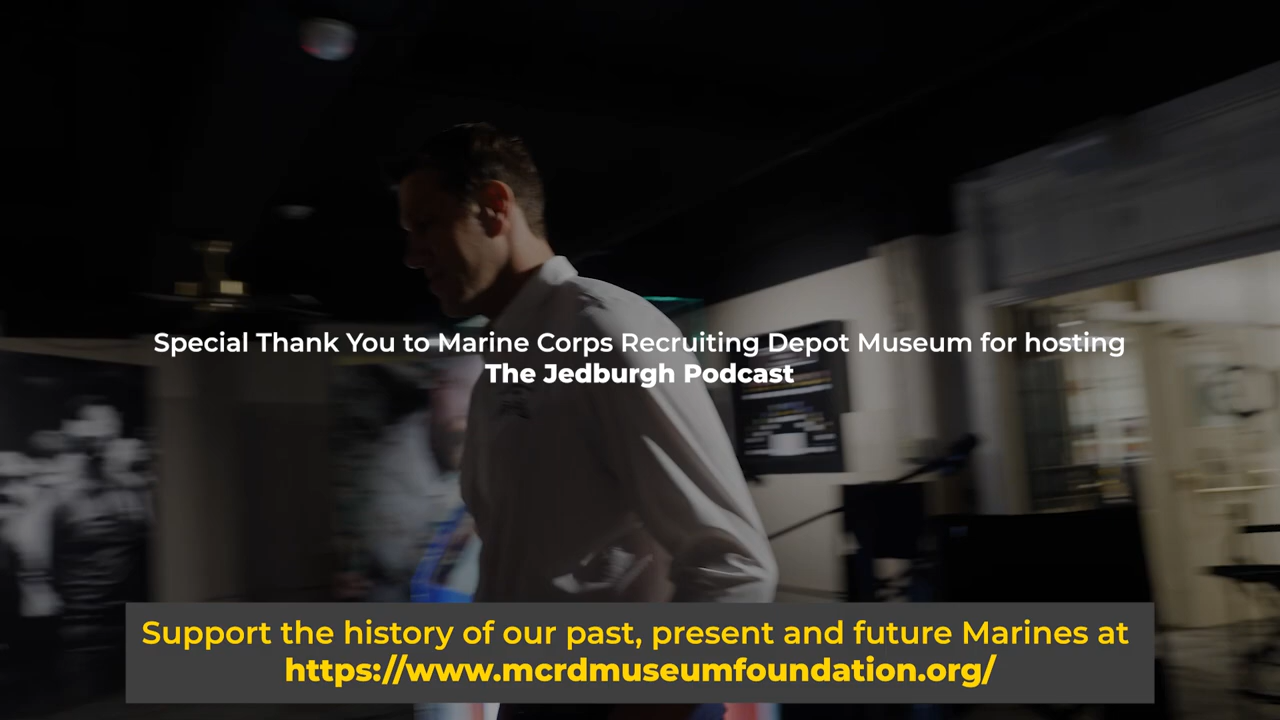 Special Thank You to Marine Corps Recruiting Depot Museum for hosting
The Jedburgh Podcast
Support the history of our past, present and future Marines at
https://www.mcrdmuseumfoundation.org/